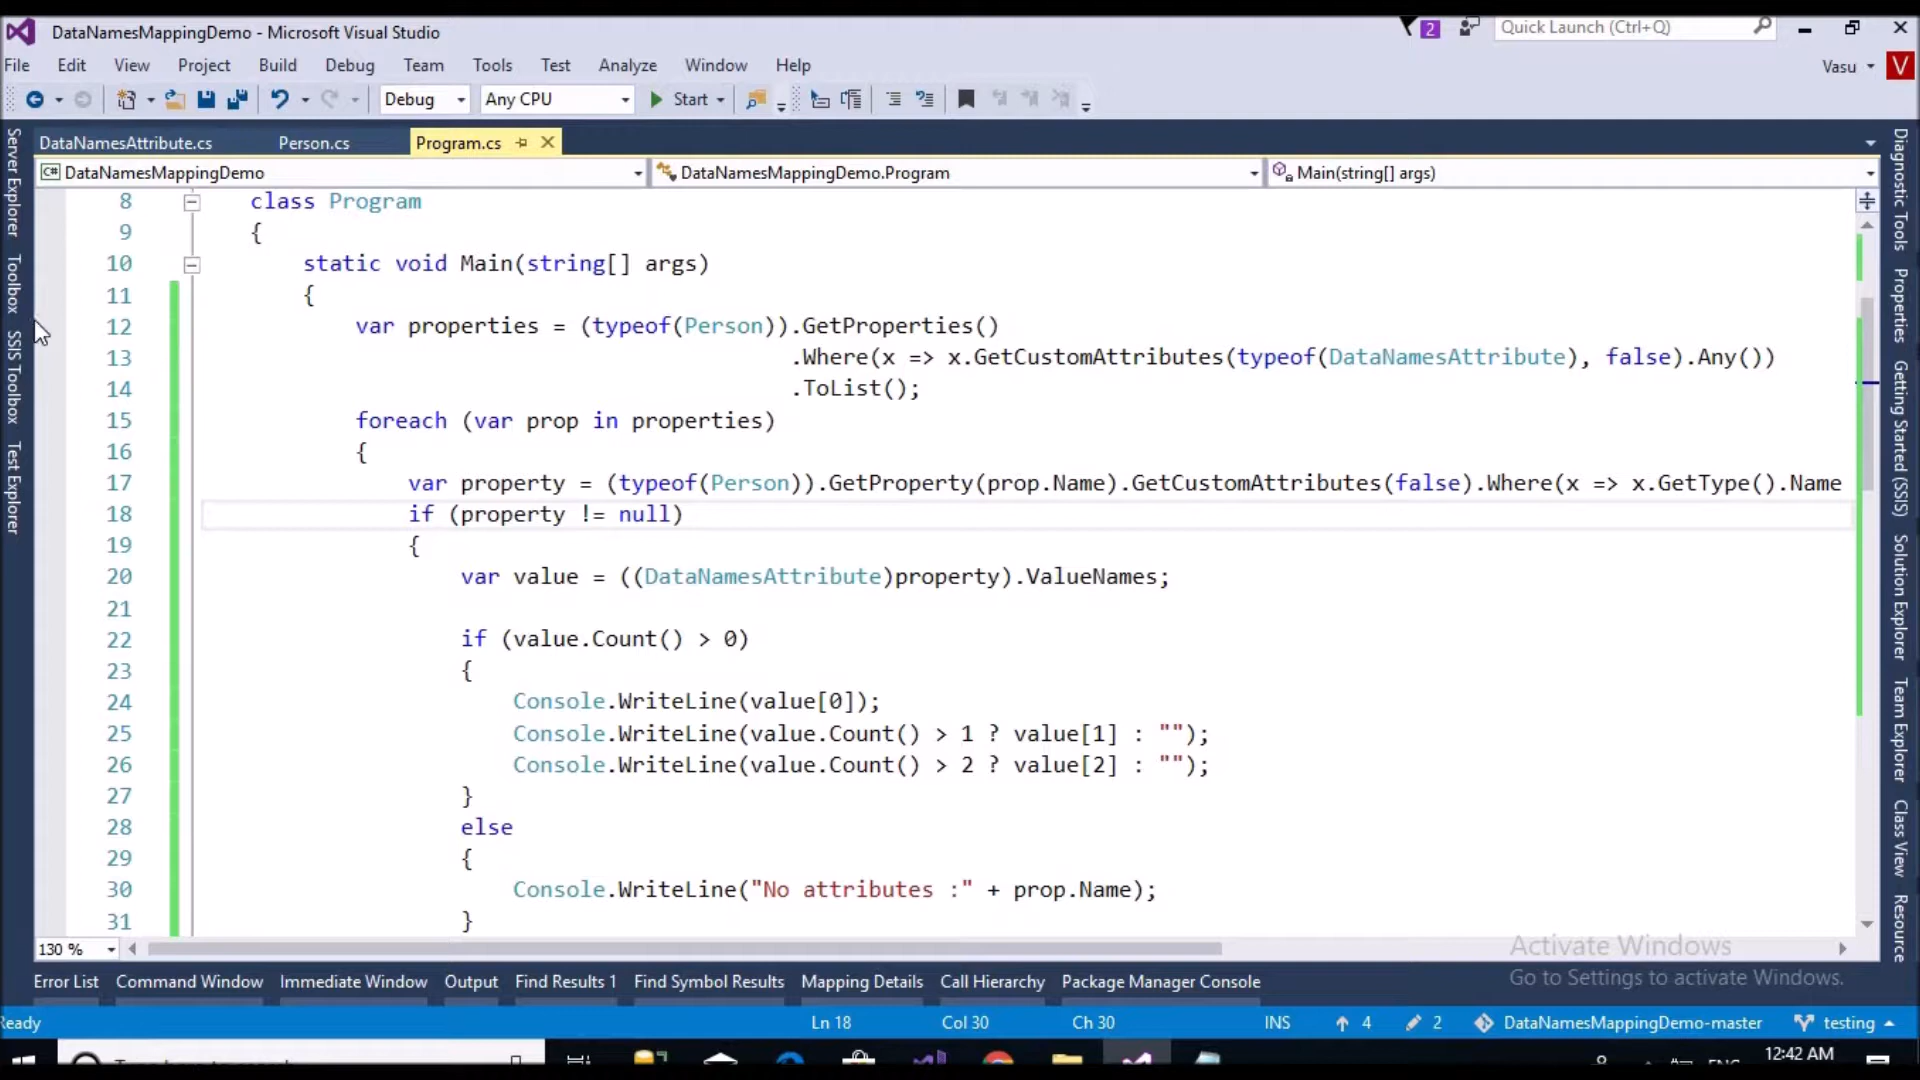 DataNamesMappingDemo - Microsoft Visual Studio
2
Quick Launch (Ctrl+Q)
File Edit View Project Build Debug Team Tools Test Analyze Window Help
Vasu
V
Debug
Any CPU
Start
DataNamesAttribute.cs
Person.cs
Program.cs
C# DataNamesMappingDemo
DataNamesMappingDemo.Program
Main(string[] args)
8 class Program
9 {
10 static void Main(string[] args)
11 {
12 var properties = (typeof(Person)).GetProperties()
13 .Where(x => x.GetCustomAttributes(typeof(DataNamesAttribute), false).Any())
14 .ToList();
15 foreach (var prop in properties)
16 {
17 var property = (typeof(Person)).GetProperty(prop.Name).GetCustomAttributes(false).Where(x => x.GetType().Name
18 if (property != null)
19 {
20 var value = ((DataNamesAttribute)property).ValueNames;
21
22 if (value.Count() > 0)
23 {
24 Console.WriteLine(value[0]);
25 Console.WriteLine(value.Count() > 1 ? value[1] : "");
26 Console.WriteLine(value.Count() > 2 ? value[2] : "");
27 }
28 else
29 {
30 Console.WriteLine("No attributes :" + prop.Name);
31 }
Server Explorer
Toolbox
SSIS Toolbox
Test Explorer
Diagnostic Tools
Properties
Getting Started (SSIS)
Solution Explorer
Team Explorer
Class View
Resource
130 %
Activate Windows
Go to Settings to activate Windows.
Error List Command Window Immediate Window Output Find Results 1 Find Symbol Results Mapping Details Call Hierarchy Package Manager Console
Ready
Ln 18
Col 30
Ch 30
INS
4
2
DataNamesMappingDemo-master
testing
12:42 AM